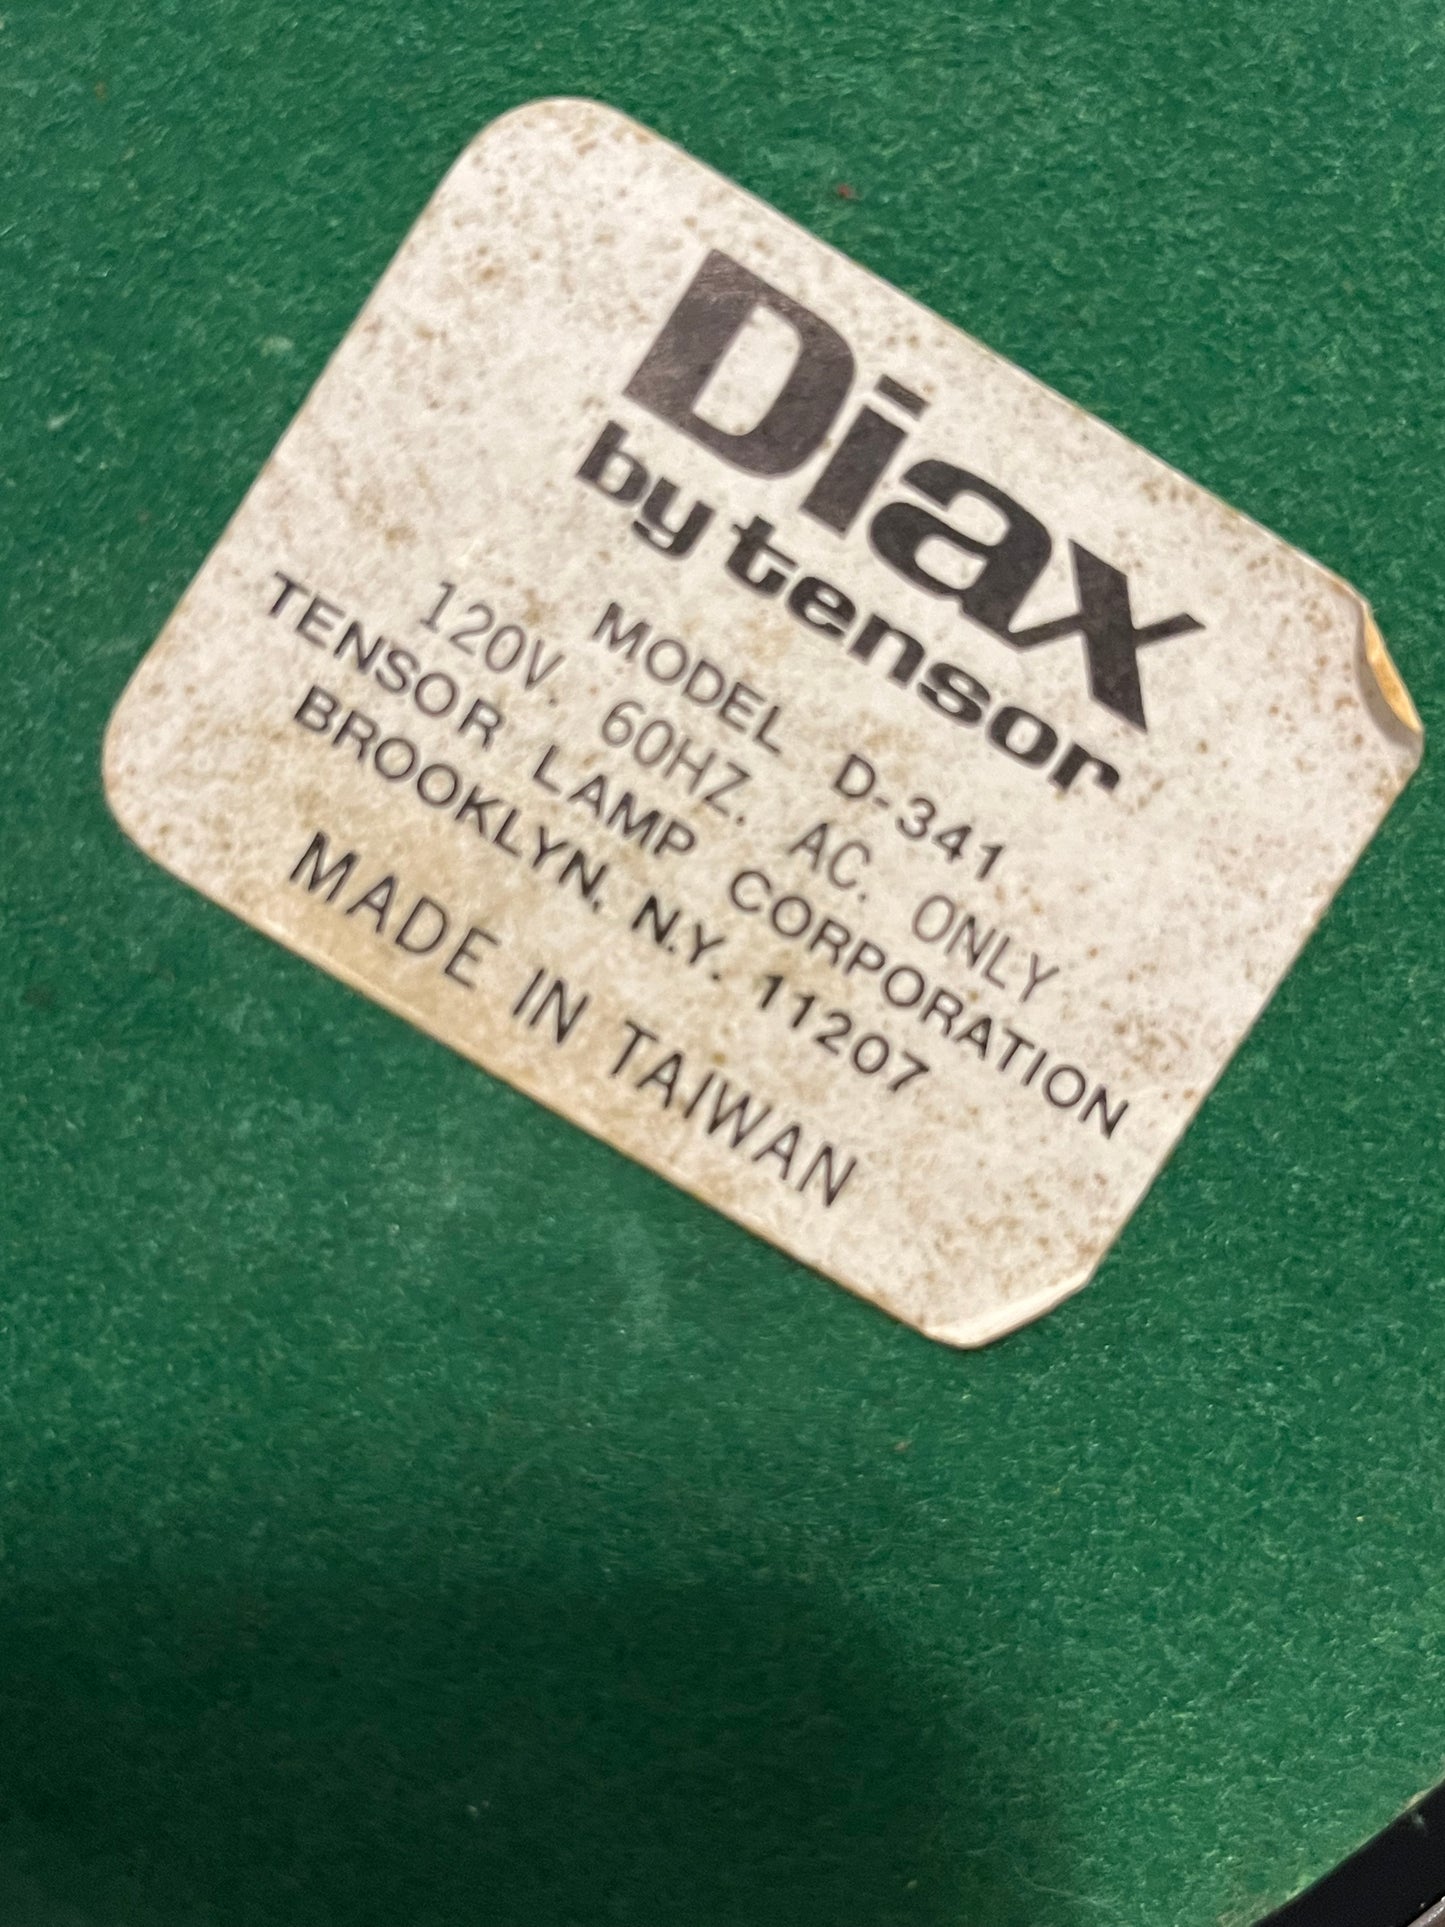 Diax
by tensor
MODEL D-341
120V. 60HZ. AC. ONLY
TENSOR LAMP CORPORATION
BROOKLYN, N.Y. 11207
MADE IN TAIWAN